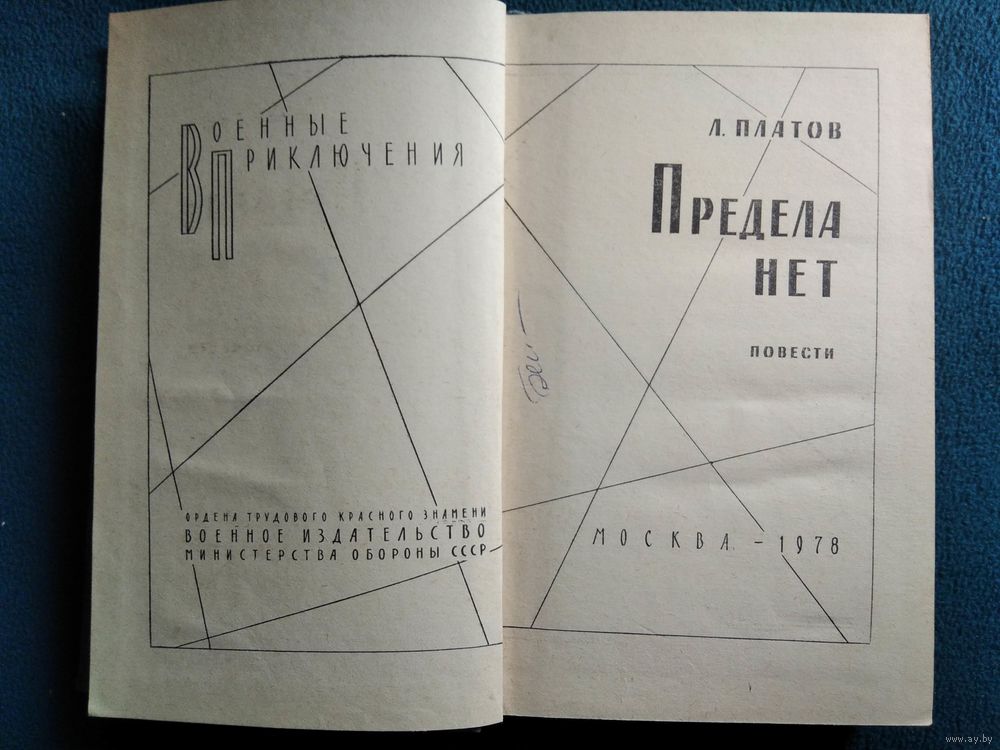 Военные
Приключения
ВП
ОРДЕНА ТРУДОВОГО КРАСНОГО ЗНАМЕНИ
ВОЕННОЕ ИЗДАТЕЛЬСТВО
МИНИСТЕРСТВА ОБОРОНЫ СССР
Л. ПЛАТОВ
ПРЕДЕЛА
НЕТ
ПОВЕСТИ
МОСКВА - 1978
www.ay.by